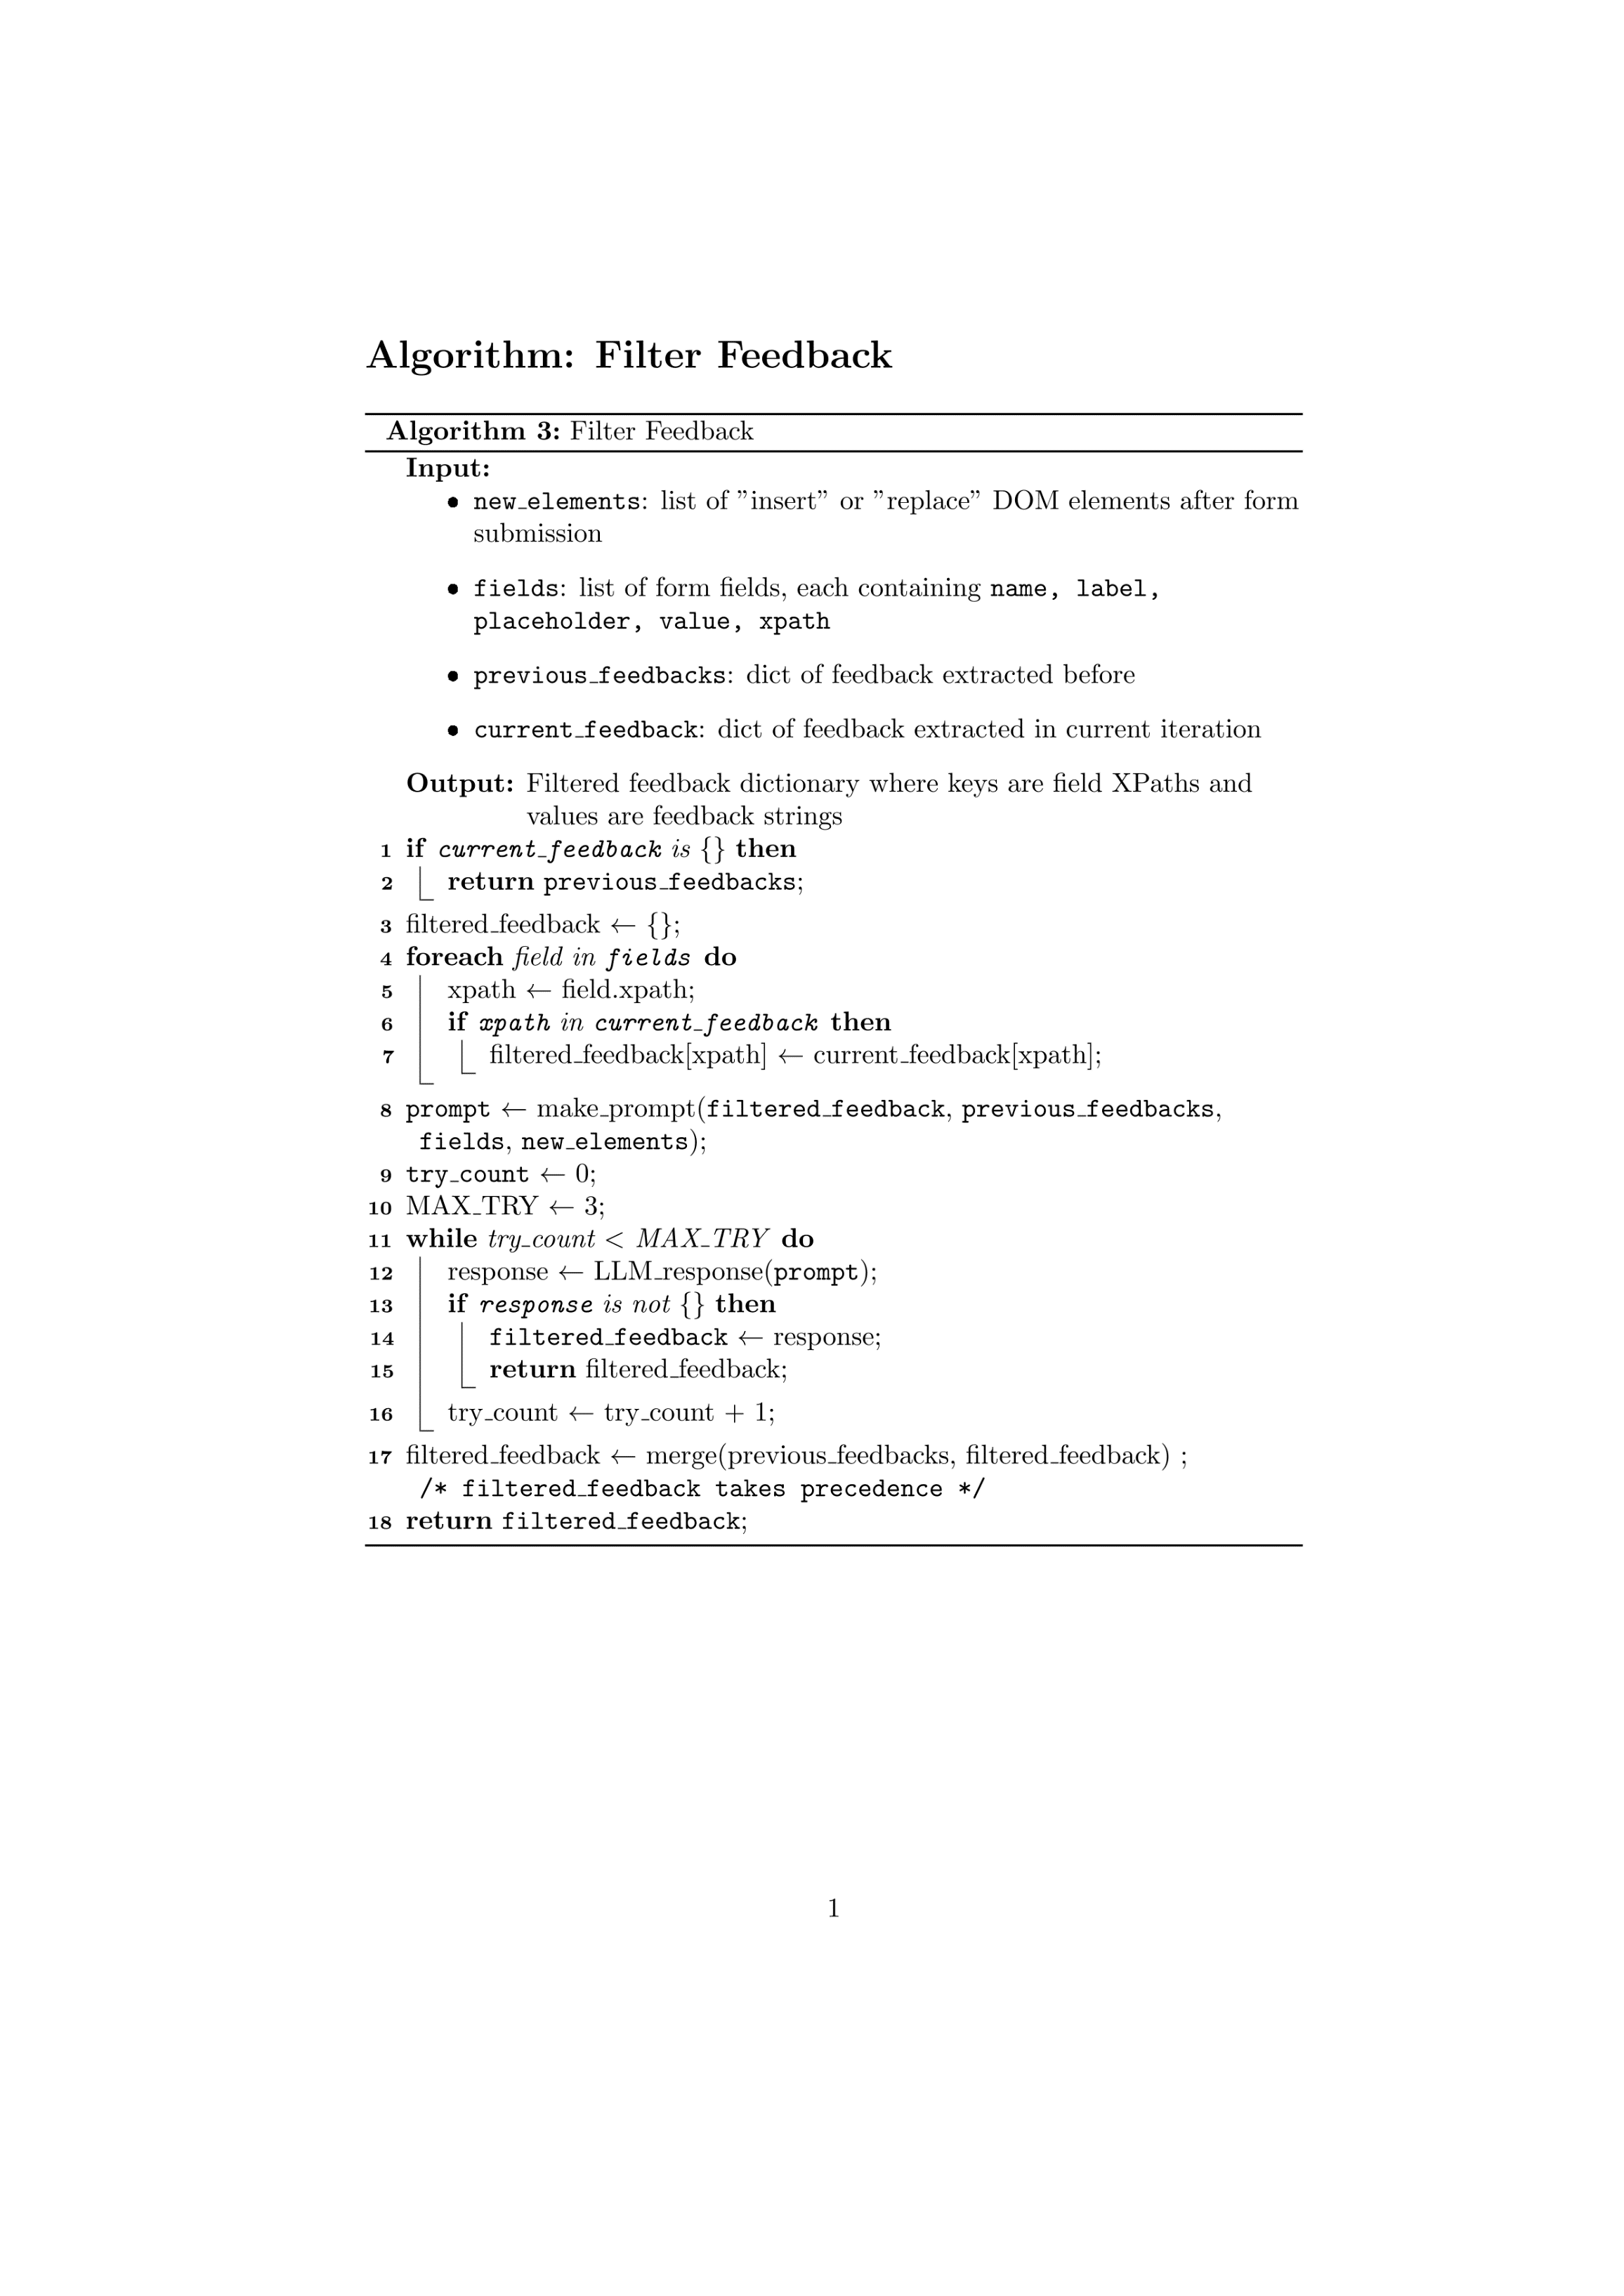 Algorithm: Filter Feedback
Algorithm 3: Filter Feedback
Input:
• new_elements: list of ”insert” or ”replace” DOM elements after form
submission
• fields: list of form fields, each containing name, label,
placeholder, value, xpath
• previous_feedbacks: dict of feedback extracted before
• current_feedback: dict of feedback extracted in current iteration
Output: Filtered feedback dictionary where keys are field XPaths and
values are feedback strings
1 if current_feedback is {} then
2 return previous_feedbacks;
3 filtered_feedback ← {};
4 foreach field in fields do
5 xpath ← field.xpath;
6 if xpath in current_feedback then
7 filtered_feedback[xpath] ← current_feedback[xpath];
8 prompt ← make_prompt(filtered_feedback, previous_feedbacks,
fields, new_elements);
9 try_count ← 0;
10 MAX_TRY ← 3;
11 while try_count < MAX_TRY do
12 response ← LLM_response(prompt);
13 if response is not {} then
14 filtered_feedback ← response;
15 return filtered_feedback;
16 try_count ← try_count + 1;
17 filtered_feedback ← merge(previous_feedbacks, filtered_feedback) ;
/* filtered_feedback takes precedence */
18 return filtered_feedback;
1